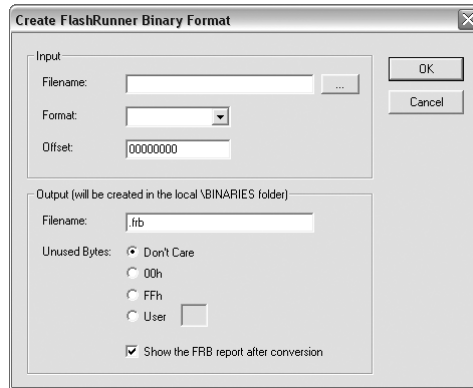 Create FlashRunner Binary Format
Input
Filename:
...
Format:
Offset:
00000000
OK
Cancel
Output (will be created in the local \BINARIES folder)
Filename:
.frb
Unused Bytes:
Don't Care
00h
FFh
User
Show the FRB report after conversion